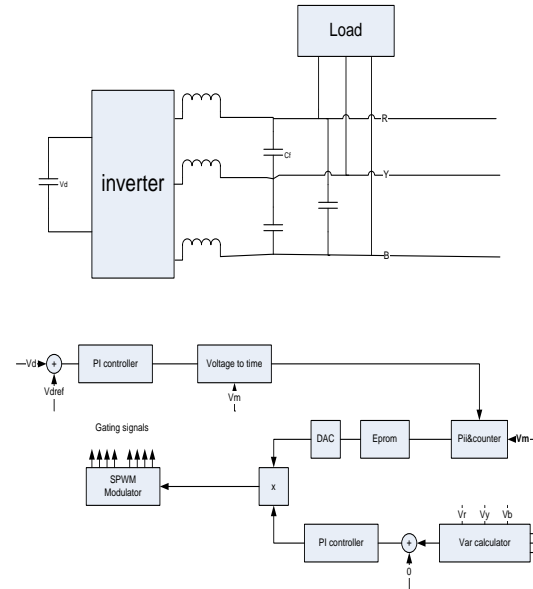 Load
R
Cf
Vd
inverter
Y
B
Vd
+
PI controller
Voltage to time
Vdref
Vm
Gating signals
DAC
Eprom
Pii&counter
Vm
SPWM
Modulator
x
Vr Vy Vb
PI controller
+
Var calculator
0